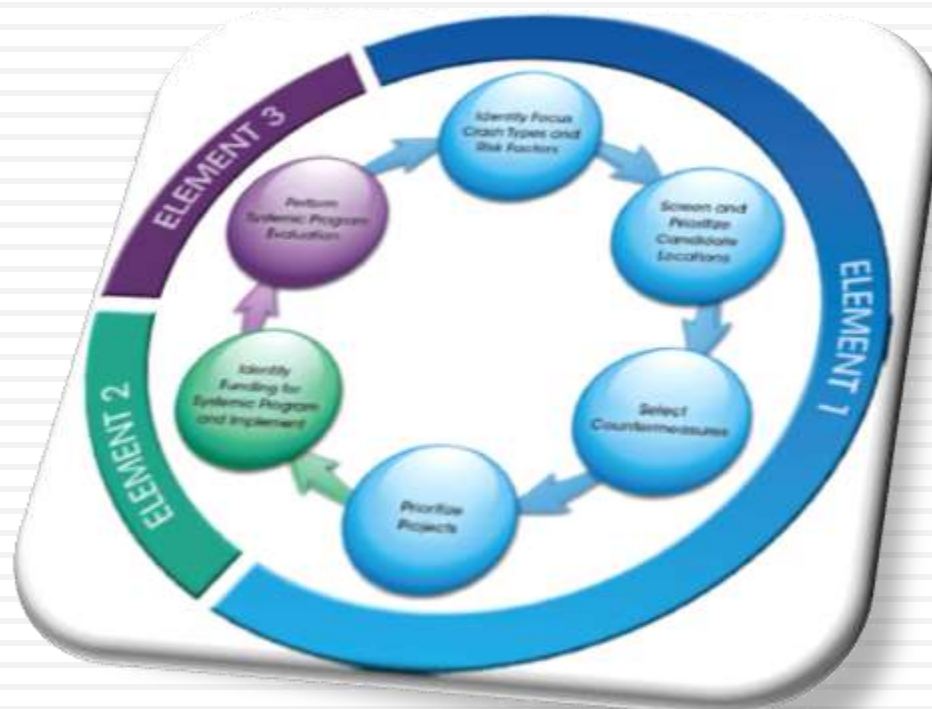 Identify Focus
Crash Types and
Risk Factors
Screen and
Prioritize
Candidate
Locations
Select
Countermeasures
Prioritize
Projects
Identify
Funding for
Systemic Program
and Implement
Perform
Systemic Program
Evaluation
ELEMENT 1
ELEMENT 2
ELEMENT 3